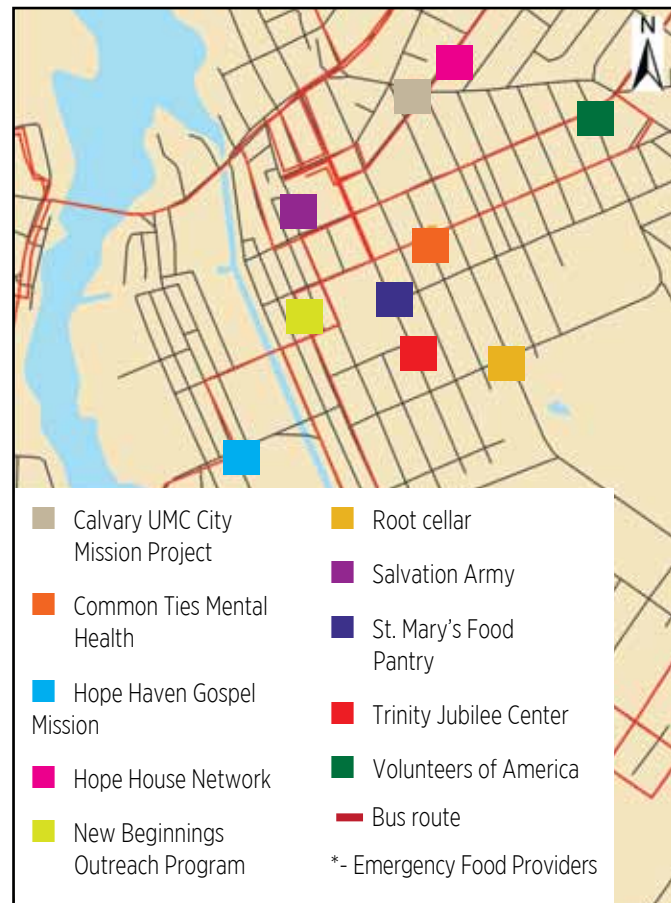 N
Calvary UMC City
Mission Project
Common Ties Mental
Health
Hope Haven Gospel
Mission
Hope House Network
New Beginnings
Outreach Program
Root cellar
Salvation Army
St. Mary's Food
Pantry
Trinity Jubilee Center
Volunteers of America
Bus route
*- Emergency Food Providers